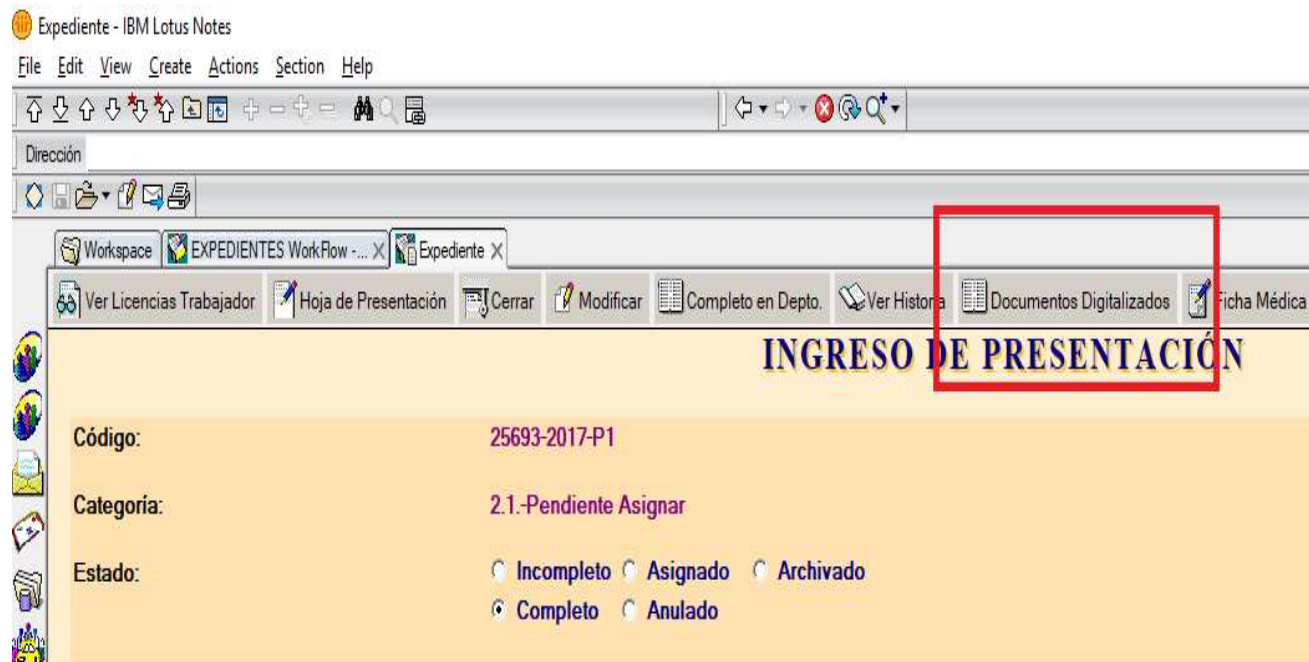 Expediente - IBM Lotus Notes
File Edit View Create Actions Section Help
Dirección
Workspace EXPEDIENTES WorkFlow -... Expediente
Ver Licencias Trabajador Hoja de Presentación Cerrar Modificar Completo en Depto. Ver Historia Documentos Digitalizados Ficha Médica
INGRESO DE PRESENTACIÓN
Código: 25693-2017-P1
Categoría: 2.1.-Pendiente Asignar
Estado: Incompleto Asignado Archivado
Completo Anulado